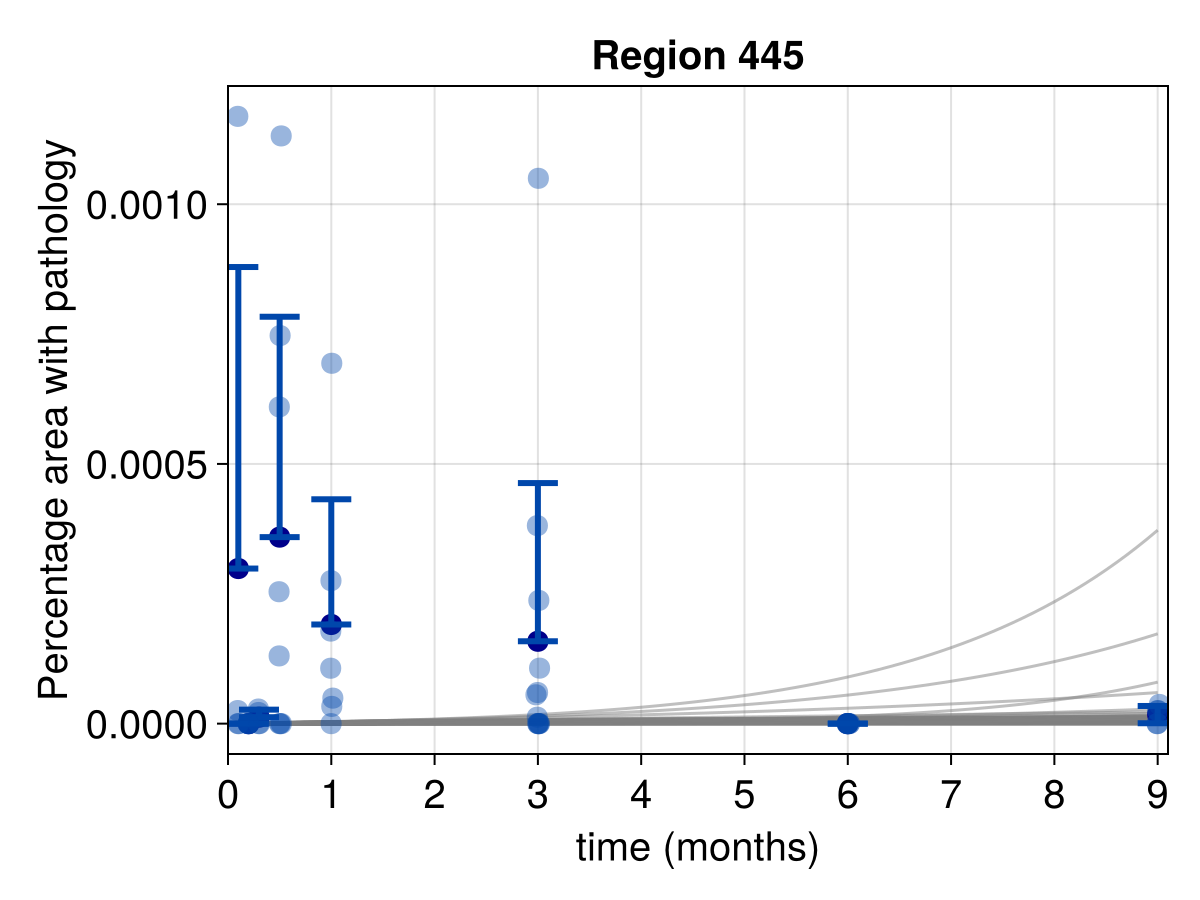 Region 445
Percentage area with pathology
0.0010
0.0005
0.0000
0 1 2 3 4 5 6 7 8 9
time (months)